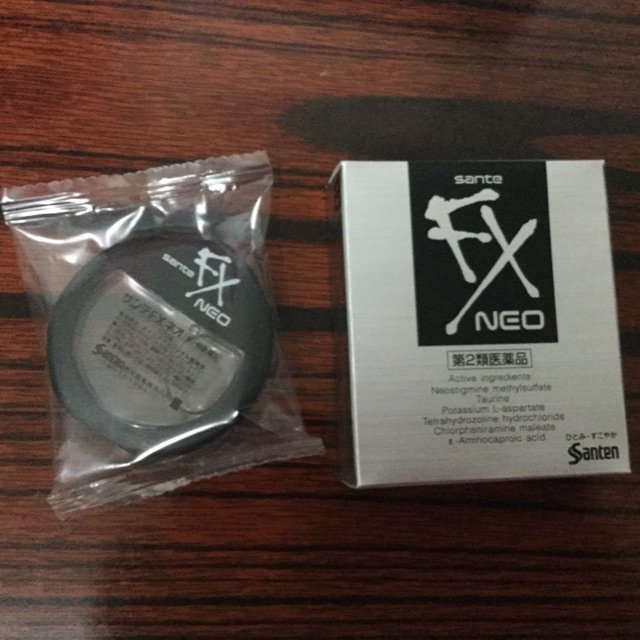 sante
FX
NEO
Santen
sante
FX
NEO
第2類医薬品
Active ingredients:
Neostigmine methylsulfate
Taurine
Potassium L-aspartate
Tetrahydrozoline hydrochloride
Chlorpheniramine maleate
ε-Aminocaproic acid
ひとみ・すこやか
Santen